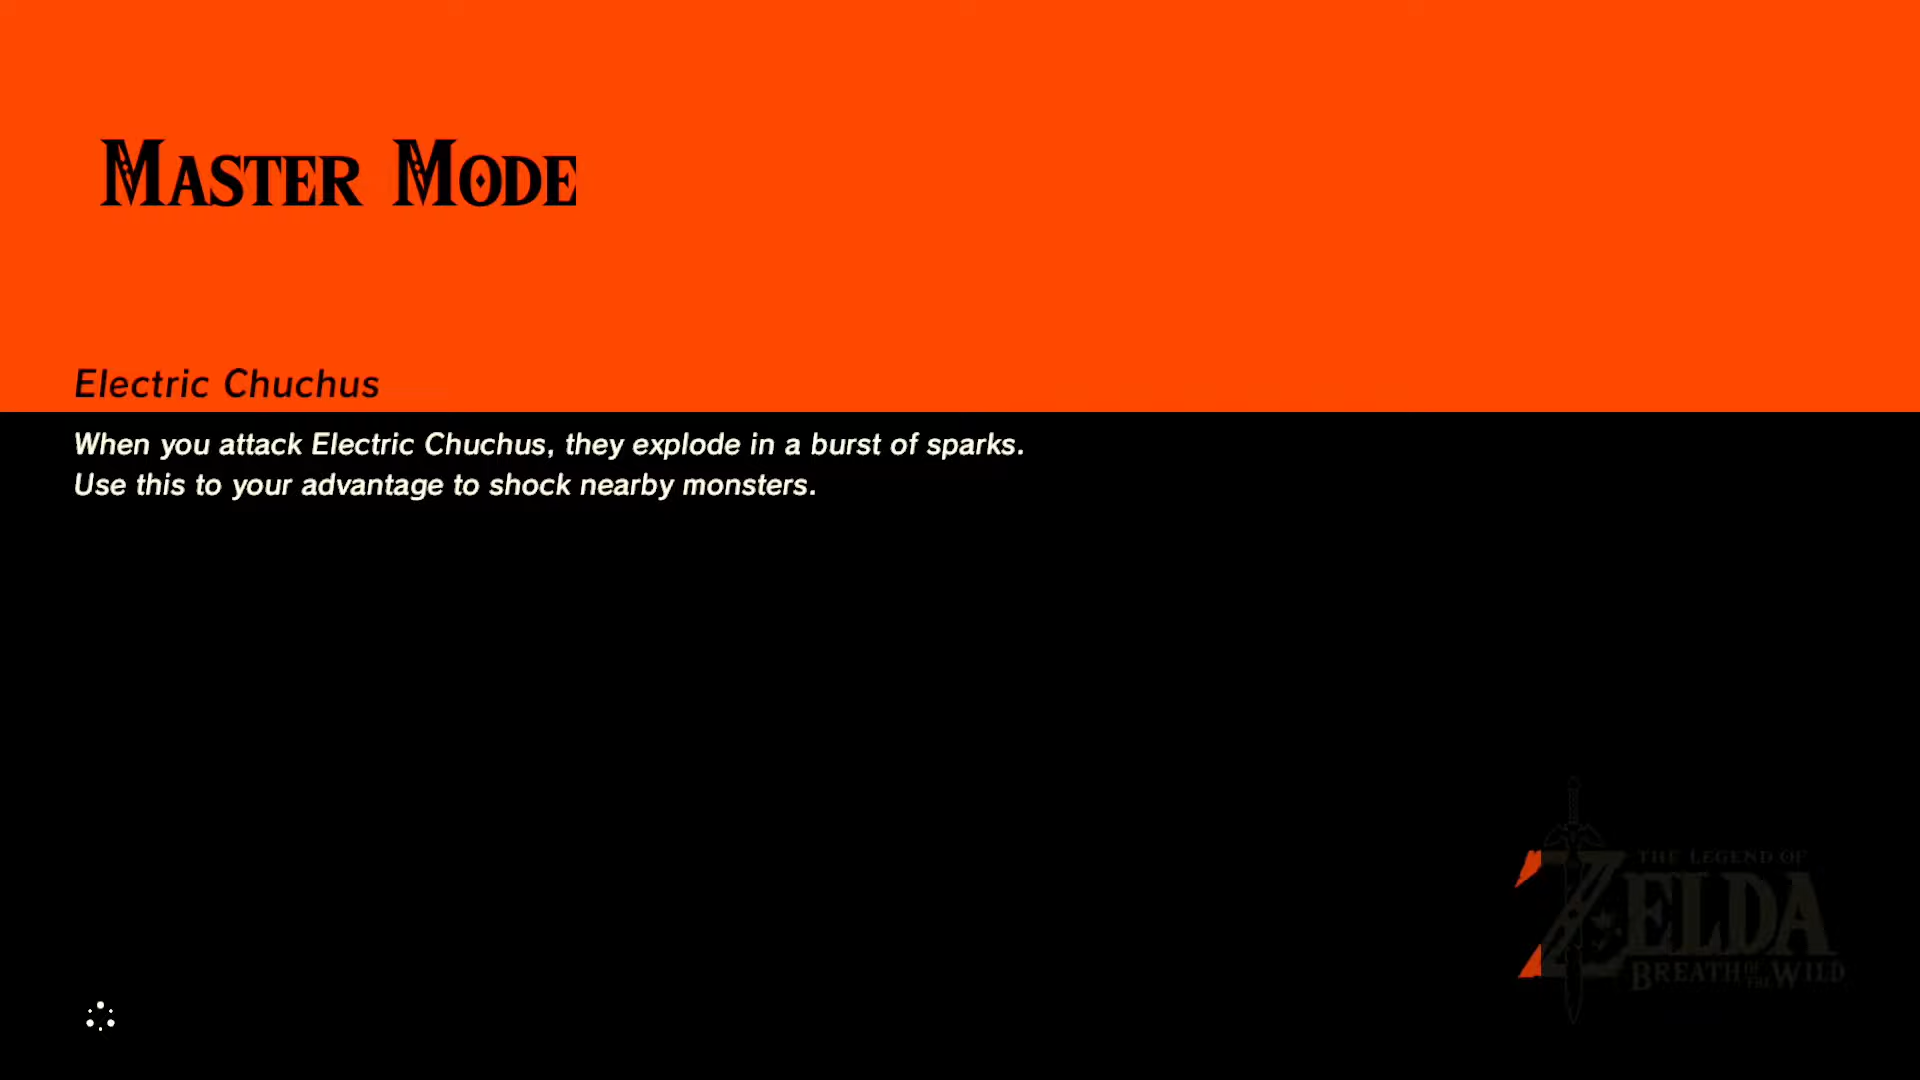 Master Mode
Electric Chuchus
When you attack Electric Chuchus, they explode in a burst of sparks.
Use this to your advantage to shock nearby monsters.
THE LEGEND OF
ZELDA
BREATH OF THE WILD